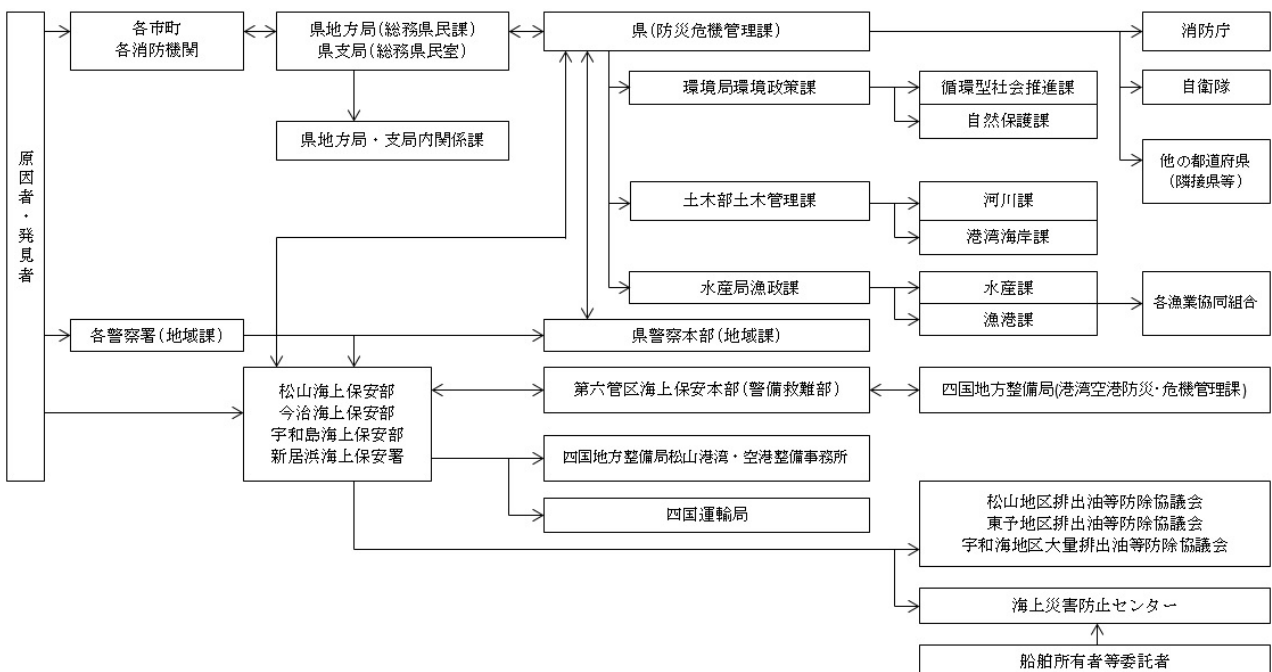 原因者・発見者
各市町
各消防機関
県地方局(総務県民課)
県支局(総務県民室)
県(防災危機管理課)
消防庁
自衛隊
他の都道府県
(隣接県等)
県地方局・支局内関係課
環境局環境政策課
循環型社会推進課
自然保護課
土木部土木管理課
河川課
港湾海岸課
水産局漁政課
水産課
漁港課
各漁業協同組合
各警察署(地域課)
県警察本部(地域課)
松山海上保安部
今治海上保安部
宇和島海上保安部
新居浜海上保安署
第六管区海上保安本部(警備救難部)
四国地方整備局(港湾空港防災・危機管理課)
四国地方整備局松山港湾・空港整備事務所
四国運輸局
松山地区排出油等防除協議会
東予地区排出油等防除協議会
宇和海地区大量排出油等防除協議会
海上災害防止センター
船舶所有者等委託者